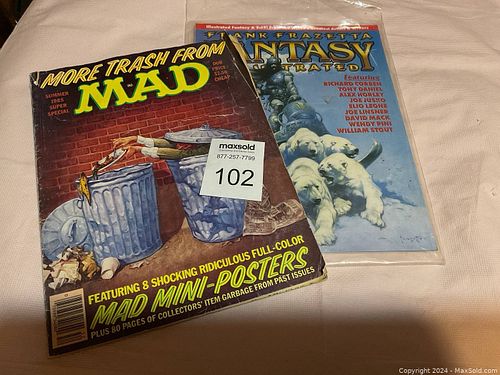 MORE TRASH FROM
MAD
SUMMER
1985
SUPER
SPECIAL
OUR
PRICE
CHEAP
maxsold
877-257-7799
102
FEATURING 8 SHOCKING RIDICULOUS FULL-COLOR
MAD MINI-POSTERS
PLUS 80 PAGES OF COLLECTORS' ITEM GARBAGE FROM PAST ISSUES
FRANK FRAZETTA
FANTASY
ILLUSTRATED
Featuring
RICHARD CORBEN
TONY DANIEL
ALEX HORLEY
JOE JUSKO
JOE LINSNER
DAVID MACK
WENDY PINI
WILLIAM STOUT
Copyright 2024 - MaxSold.com